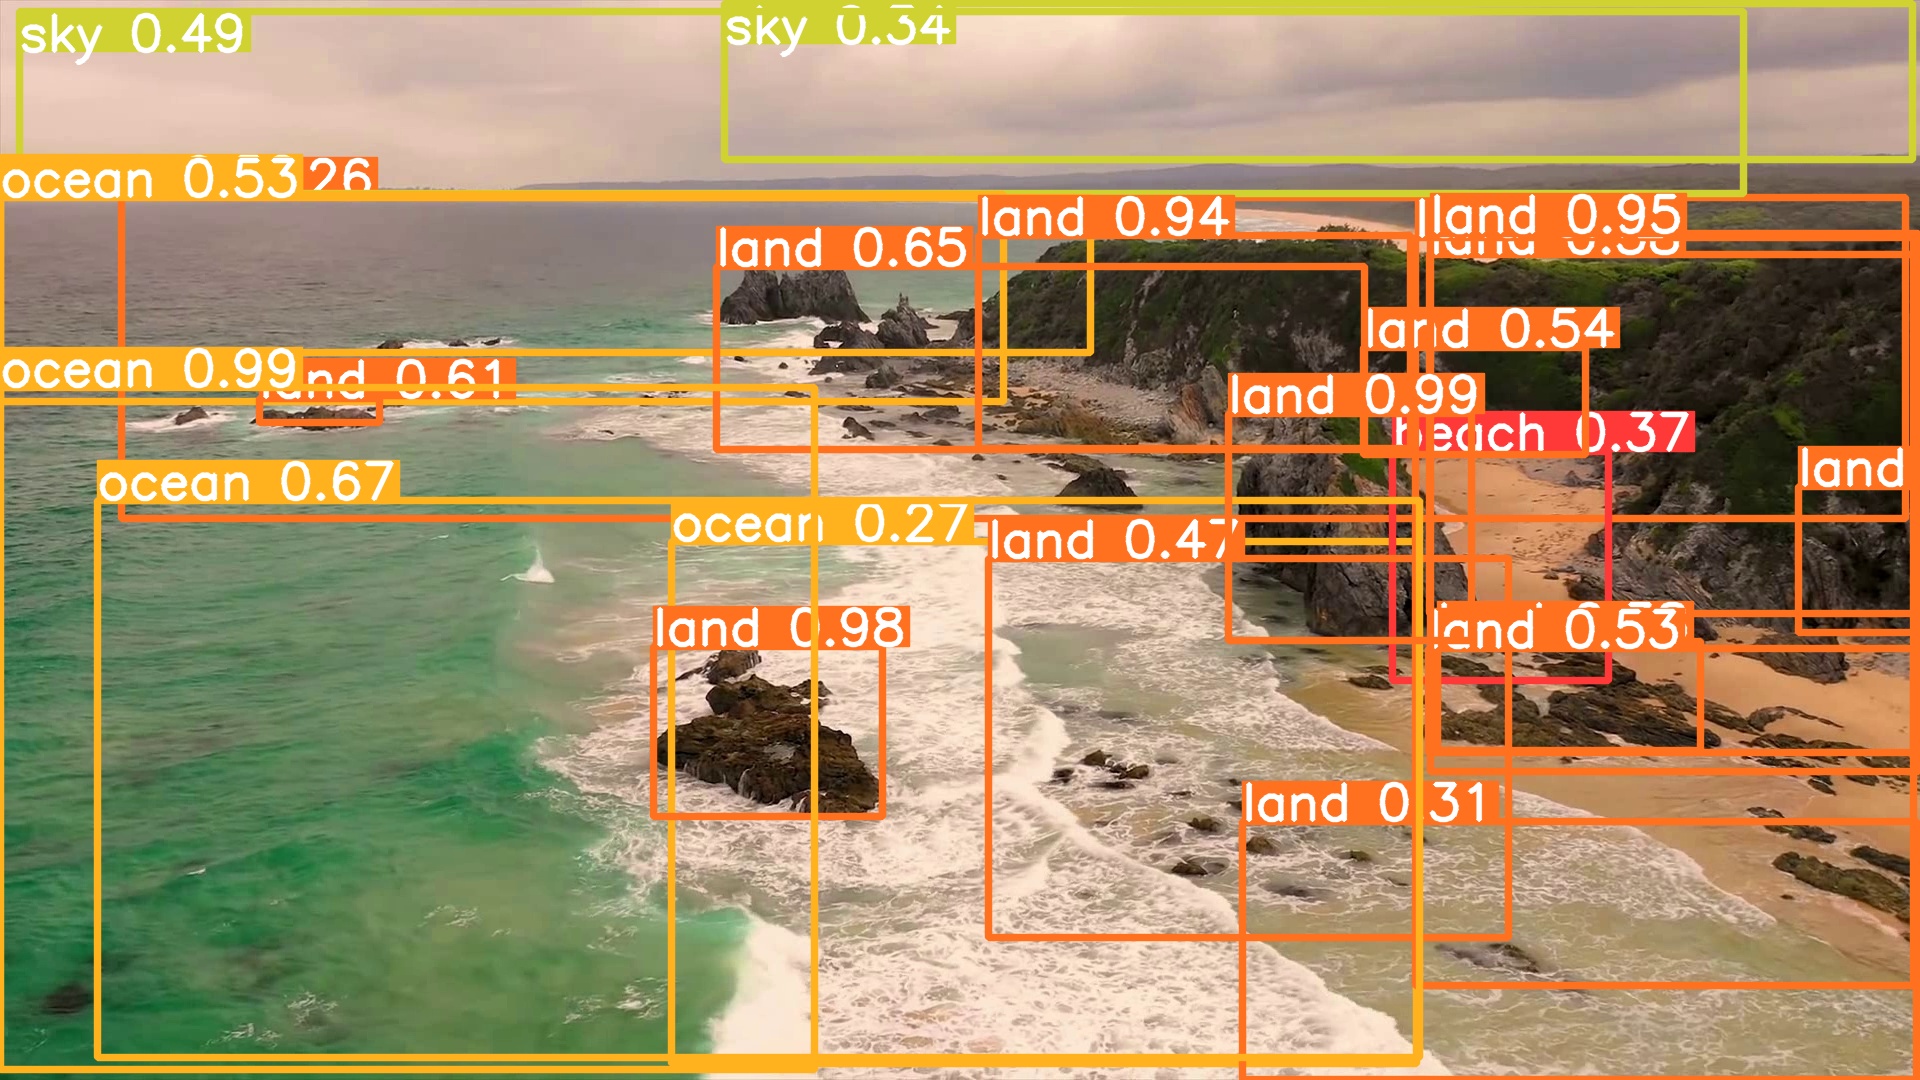 sky 0.49
sky 0.34
ocean 0.53
26
land 0.94
land 0.95
land 0.65
land 0.54
ocean 0.99
land 0.61
land 0.99
beach 0.37
land
ocean 0.67
ocean 0.27
land 0.47
land 0.98
land 0.53
land 0.31